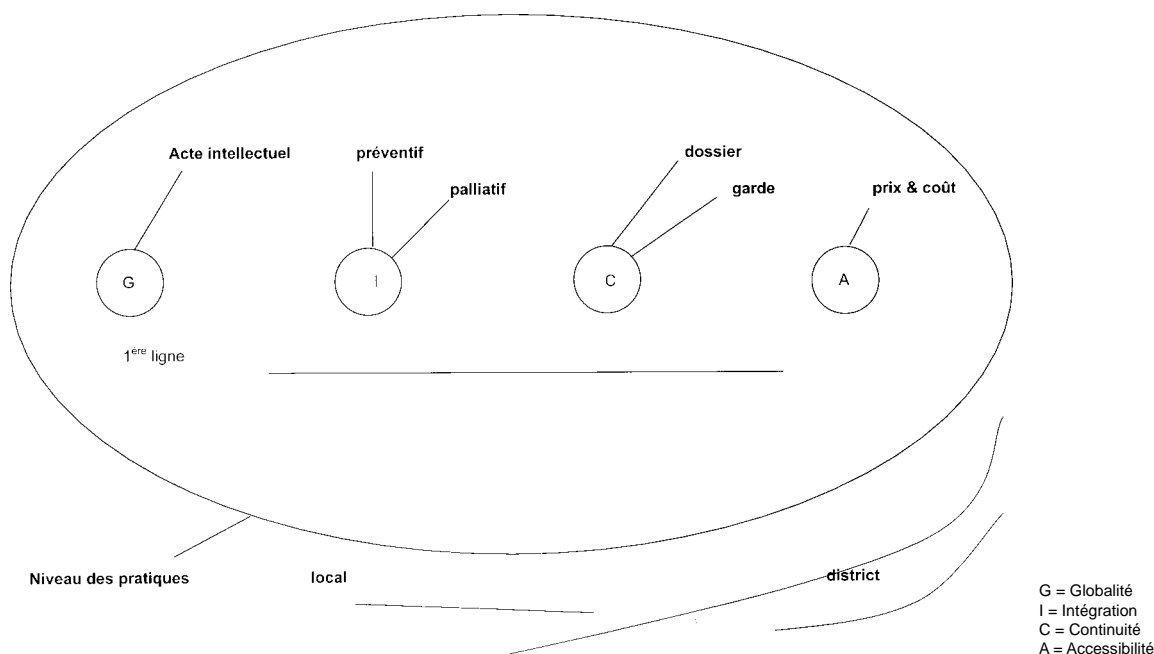 Acte intellectuel
préventif
dossier
palliatif
garde
prix & coût
G
I
C
A
1ère ligne
Niveau des pratiques
local
district
G = Globalité
I = Intégration
C = Continuité
A = Accessibilité